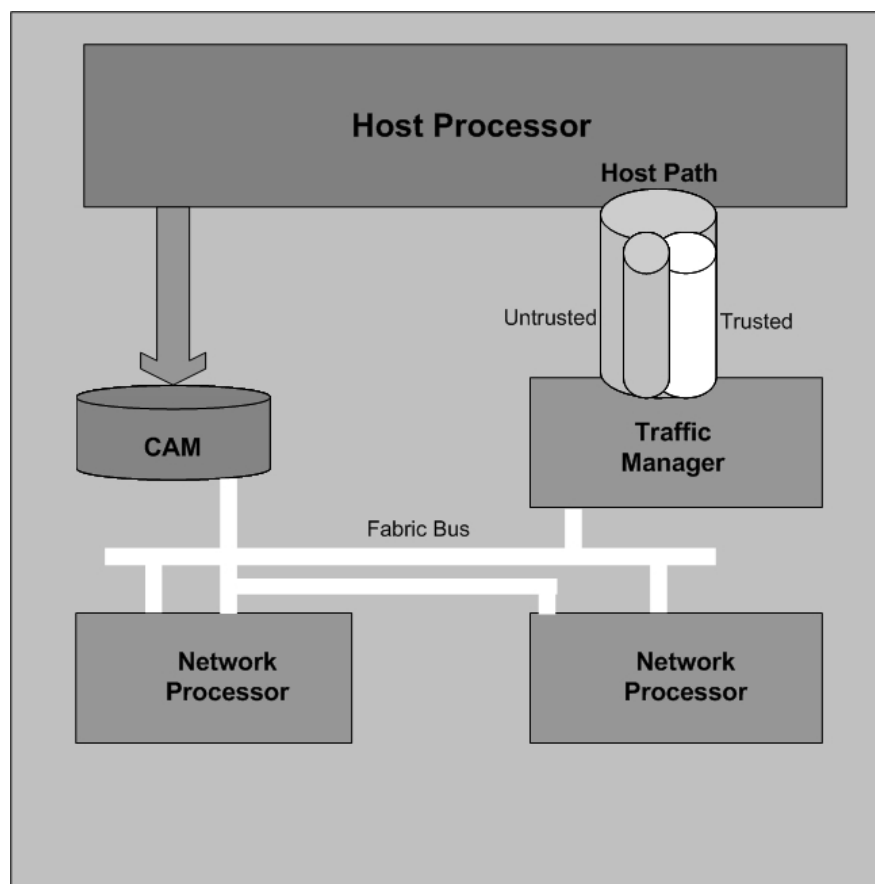 Host Processor
Host Path
Untrusted
Trusted
CAM
Traffic
Manager
Fabric Bus
Network
Processor
Network
Processor